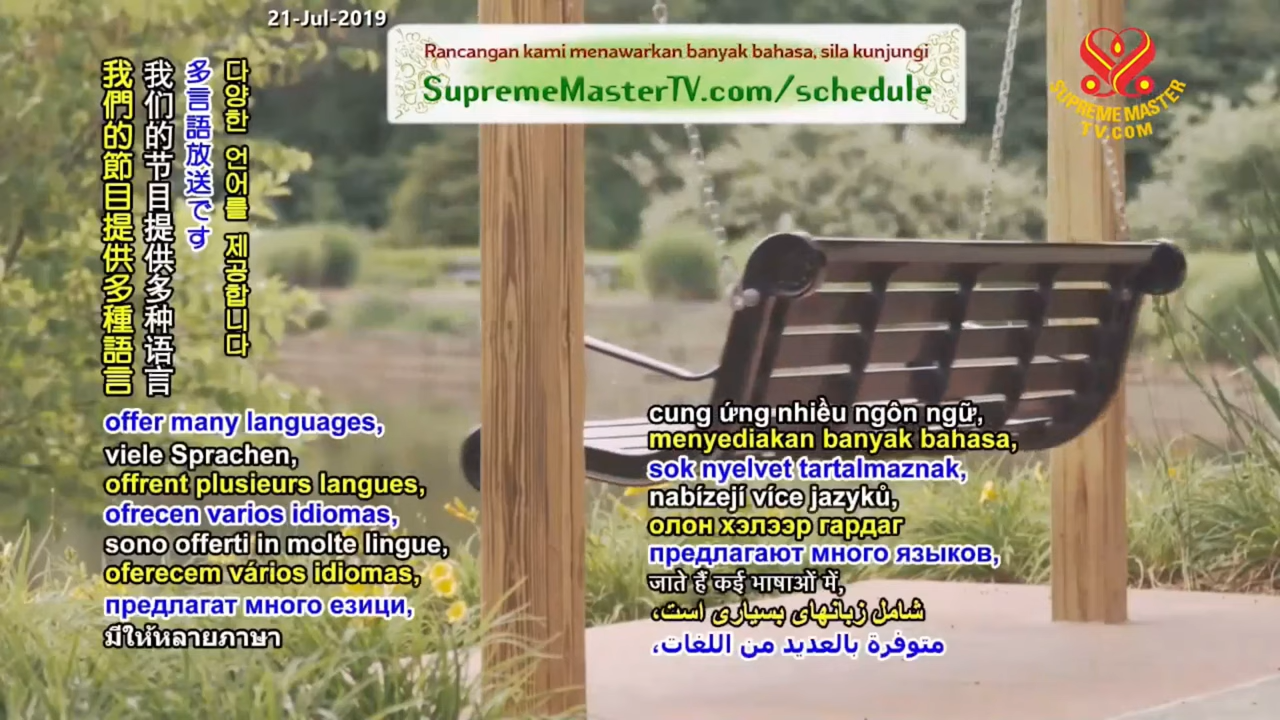 21-Jul-2019
Rancangan kami menawarkan banyak bahasa, sila kunjungi
SupremeMasterTV.com/schedule
SUPREME MASTER
TV.COM
我們的節目提供多種語言
我们的节目提供多种语言
多言語放送です
다양한 언어를 제공합니다
offer many languages,
viele Sprachen,
offrent plusieurs langues,
ofrecen varios idiomas,
sono offerti in molte lingue,
oferecem vários idiomas,
предлагат много езици,
มีให้หลายภาษา
cung ứng nhiều ngôn ngữ,
menyediakan banyak bahasa,
sok nyelvet tartalmaznak,
nabízejí více jazyků,
олон хэлээр гардаг
предлагают много языков,
जाते हैं कई भाषाओं में,
شامل زبانهای بسیاری است،
متوفرة بالعديد من اللغات،